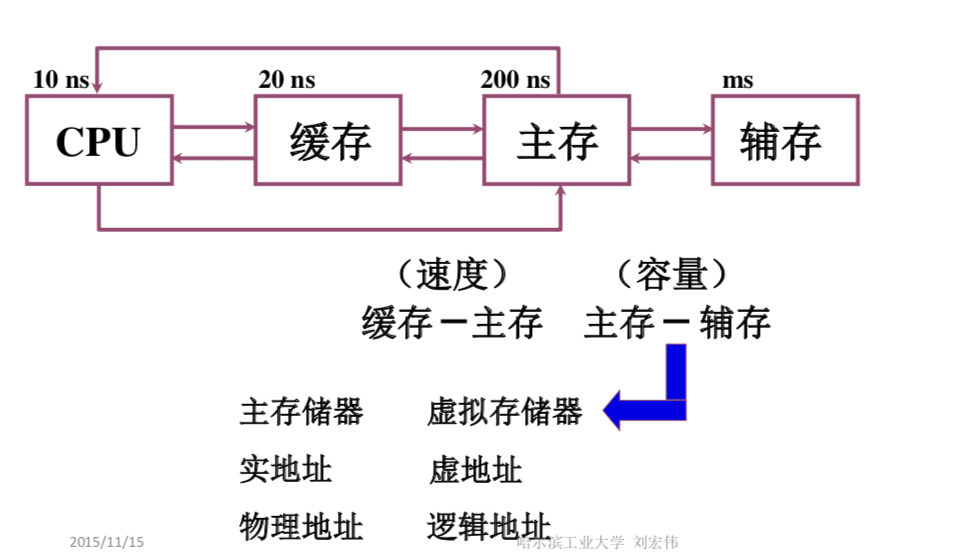 10 ns 20 ns 200 ns ms
CPU 缓存 主存 辅存
（速度） （容量）
缓存－主存 主存－辅存
主存储器 虚拟存储器
实地址 虚地址
物理地址 逻辑地址
2015/11/15 哈尔滨工业大学 刘宏伟